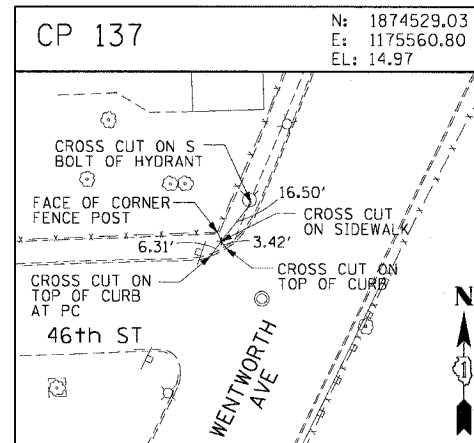 CP 137
N: 1874529.03
E: 1175560.80
EL: 14.97
CROSS CUT ON S
BOLT OF HYDRANT
16.50'
FACE OF CORNER
FENCE POST
CROSS CUT
ON SIDEWALK
6.31'
3.42'
CROSS CUT ON
TOP OF CURB
AT PC
CROSS CUT ON
TOP OF CURB
46th ST
WENTWORTH
AVE
N
1